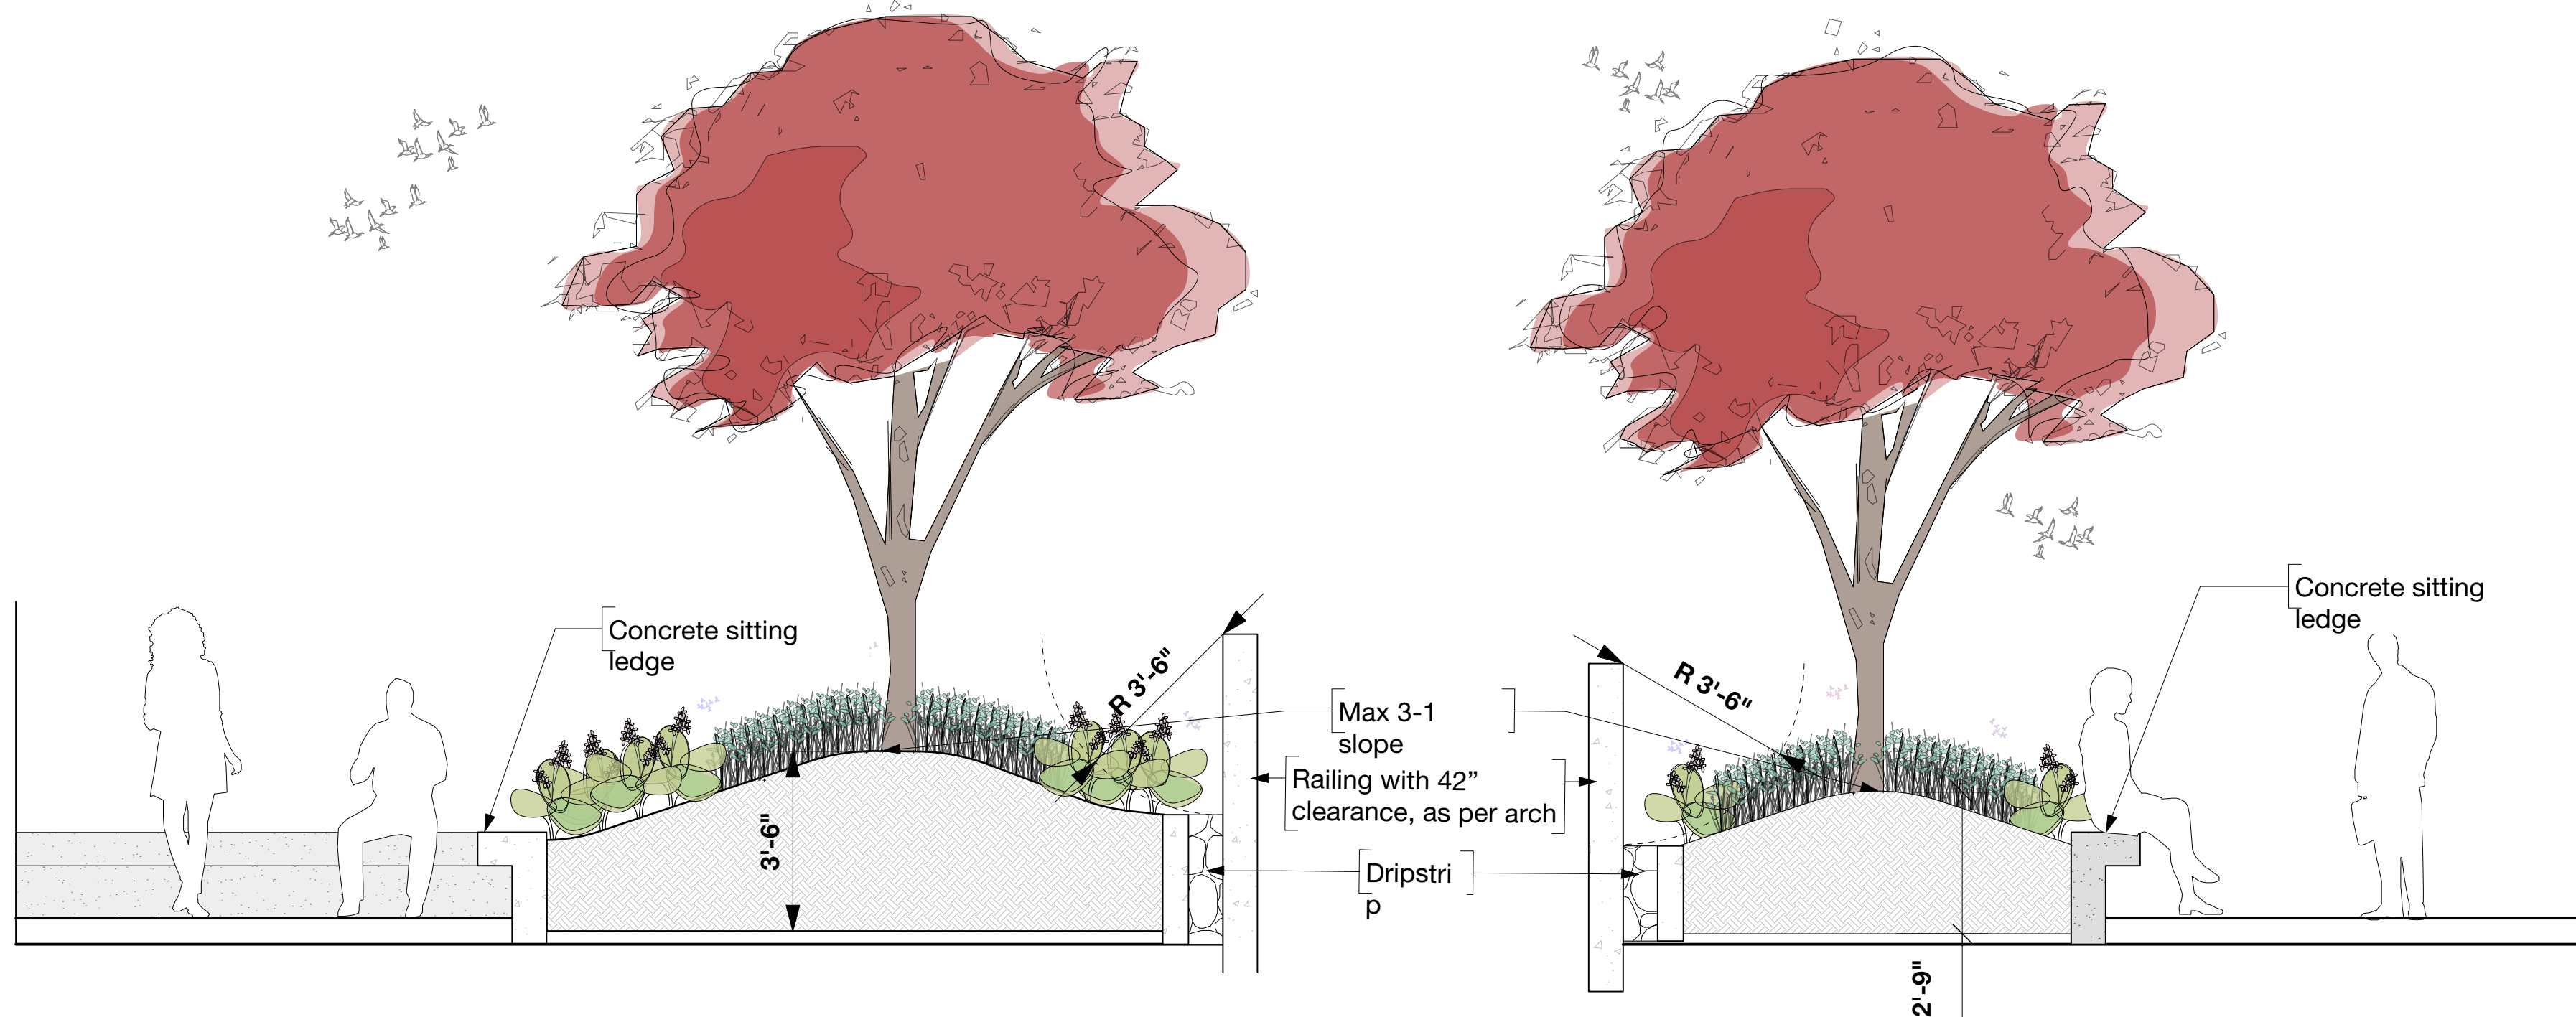 Concrete sitting
ledge
R 3'-6"
3'-6"
Max 3-1
slope
Railing with 42”
clearance, as per arch
Dripstri
p
R 3'-6"
2'-9"
Concrete sitting
ledge